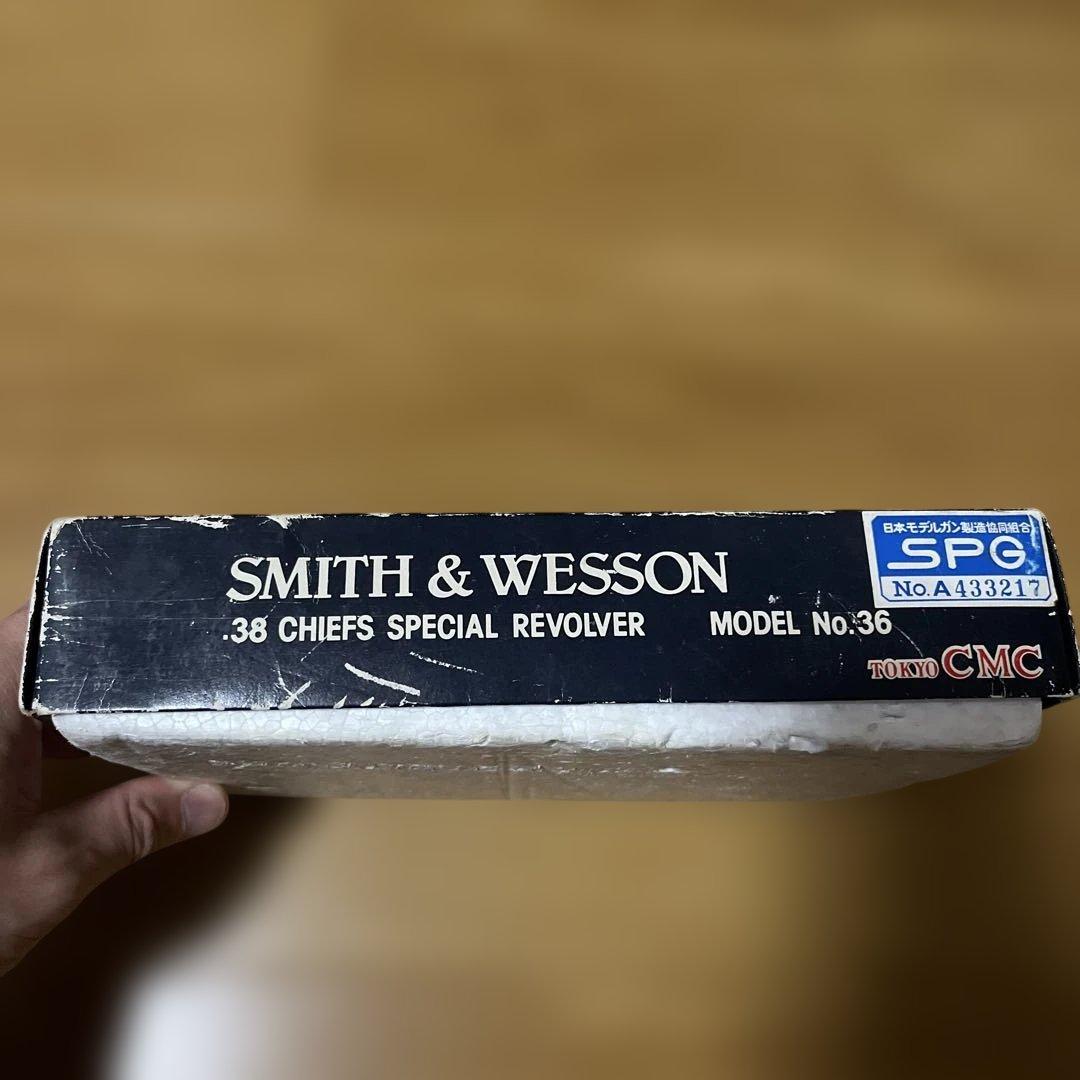 SMITH & WESSON
.38 CHIEFS SPECIAL REVOLVER MODEL No.36
日本モデルガン製造協同組合
SPG
No.A433217
TOKYO CMC